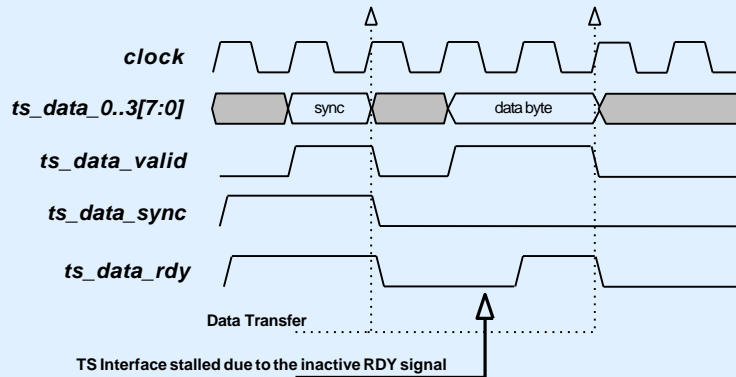 clock
ts_data_0..3[7:0]
sync
data byte
ts_data_valid
ts_data_sync
ts_data_rdy
Data Transfer
TS Interface stalled due to the inactive RDY signal